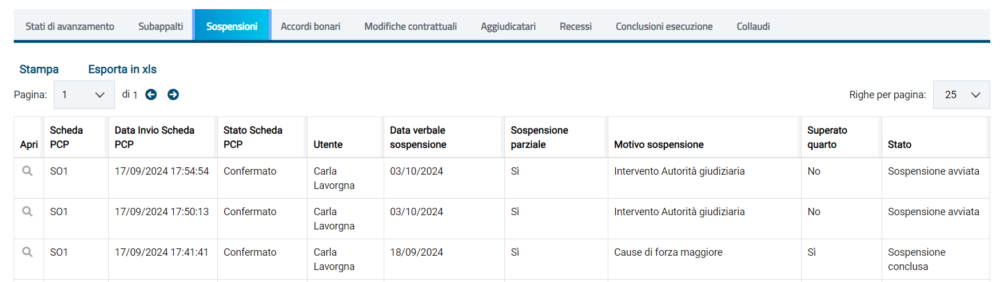 Stati di avanzamento Subappalti Sospensioni Accordi bonari Modifiche contrattuali Aggiudicatari Recessi Conclusioni esecuzione Collaudi
Stampa Esporta in xls
Pagina: 1 di 1 Righe per pagina: 25
Apri Scheda PCP Data Invio Scheda PCP Stato Scheda PCP Utente Data verbale sospensione Sospensione parziale Motivo sospensione Superato quarto Stato
SO1 17/09/2024 17:54:54 Confermato Carla Lavorgna 03/10/2024 Sì Intervento Autorità giudiziaria No Sospensione avviata
SO1 17/09/2024 17:50:13 Confermato Carla Lavorgna 03/10/2024 Sì Intervento Autorità giudiziaria No Sospensione avviata
SO1 17/09/2024 17:41:41 Confermato Carla Lavorgna 18/09/2024 Sì Cause di forza maggiore Sì Sospensione conclusa